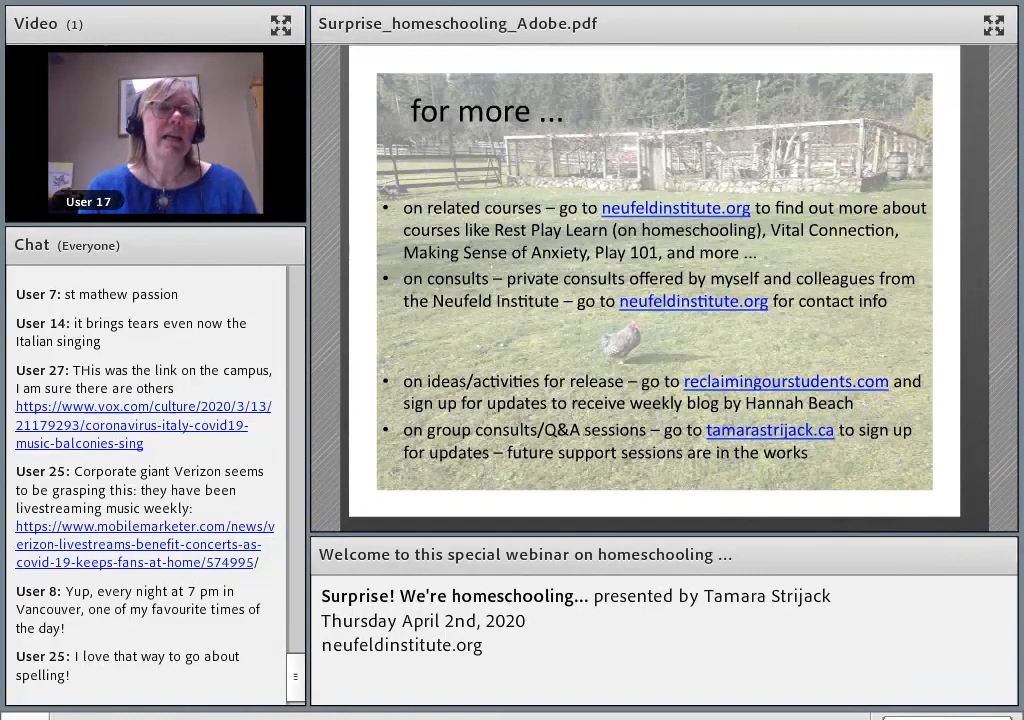 Video (1)
User 17
Chat (Everyone)
User 7: st mathew passion
User 14: it brings tears even now the
Italian singing
User 27: THis was the link on the campus,
I am sure there are others
https://www.vox.com/culture/2020/3/13/
21179293/coronavirus-italy-covid19-
music-balconies-sing
User 25: Corporate giant Verizon seems
to be grasping this: they have been
livestreaming music weekly:
https://www.mobilemarketer.com/news/v
erizon-livestreams-benefit-concerts-as-
covid-19-keeps-fans-at-home/574995/
User 8: Yup, every night at 7 pm in
Vancouver, one of my favourite times of
the day!
User 25: I love that way to go about
spelling!
Surprise_homeschooling_Adobe.pdf
for more ...
• on related courses – go to neufeldinstitute.org to find out more about
courses like Rest Play Learn (on homeschooling), Vital Connection,
Making Sense of Anxiety, Play 101, and more ...
• on consults – private consults offered by myself and colleagues from
the Neufeld Institute – go to neufeldinstitute.org for contact info
• on ideas/activities for release – go to reclaimingourstudents.com and
sign up for updates to receive weekly blog by Hannah Beach
• on group consults/Q&A sessions – go to tamarastrijack.ca to sign up
for updates – future support sessions are in the works
Welcome to this special webinar on homeschooling ...
Surprise! We're homeschooling... presented by Tamara Strijack
Thursday April 2nd, 2020
neufeldinstitute.org